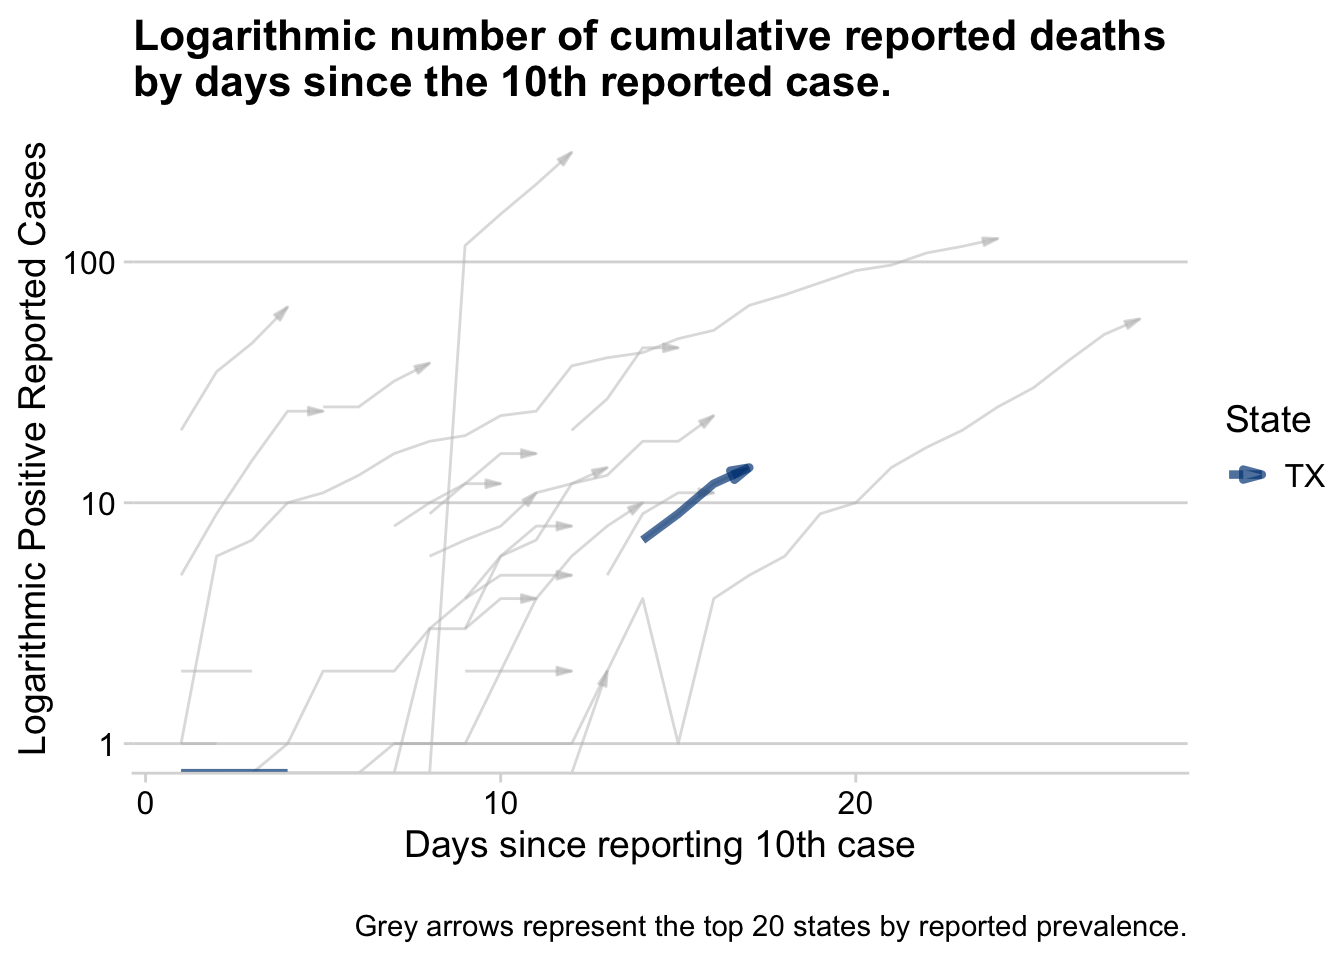 Logarithmic number of cumulative reported deaths
by days since the 10th reported case.
Logarithmic Positive Reported Cases
100
10
1
0
10
20
Days since reporting 10th case
State
TX
Grey arrows represent the top 20 states by reported prevalence.